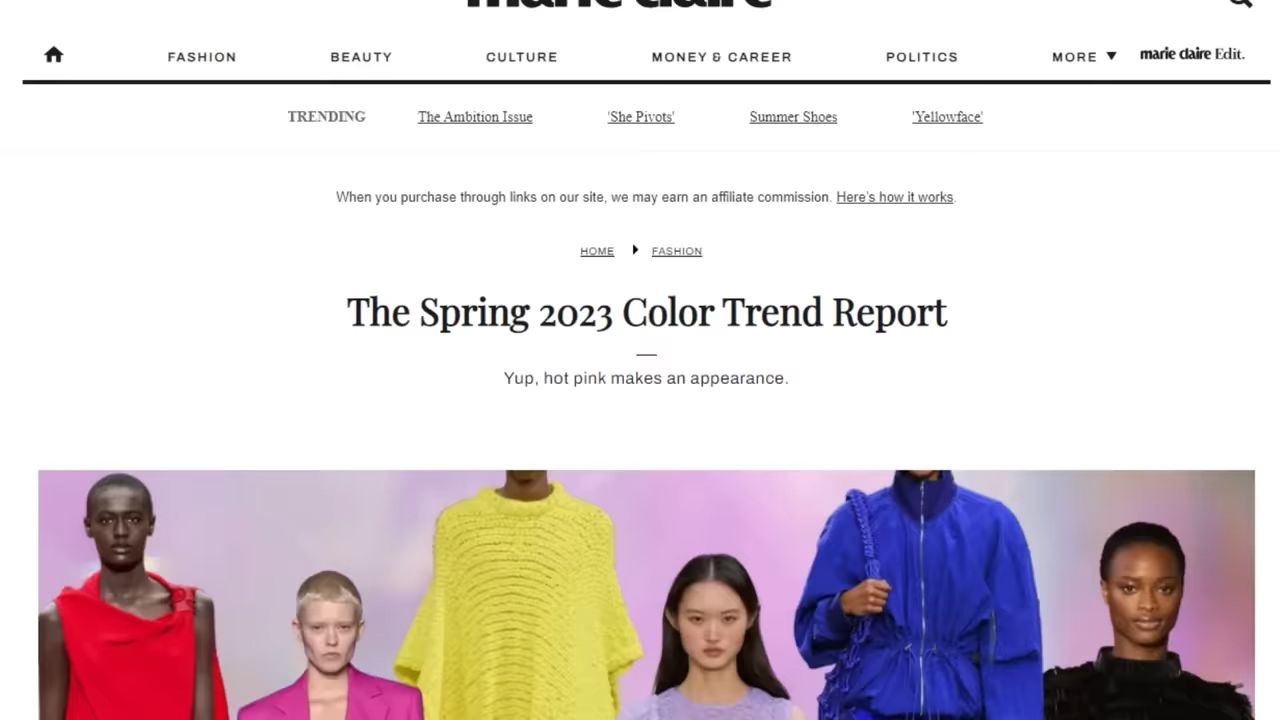 marie claire
FASHION BEAUTY CULTURE MONEY & CAREER POLITICS MORE ▼ marie claire Edit.
TRENDING The Ambition Issue 'She Pivots' Summer Shoes 'Yellowface'
When you purchase through links on our site, we may earn an affiliate commission. Here's how it works.
HOME FASHION
The Spring 2023 Color Trend Report
Yup, hot pink makes an appearance.